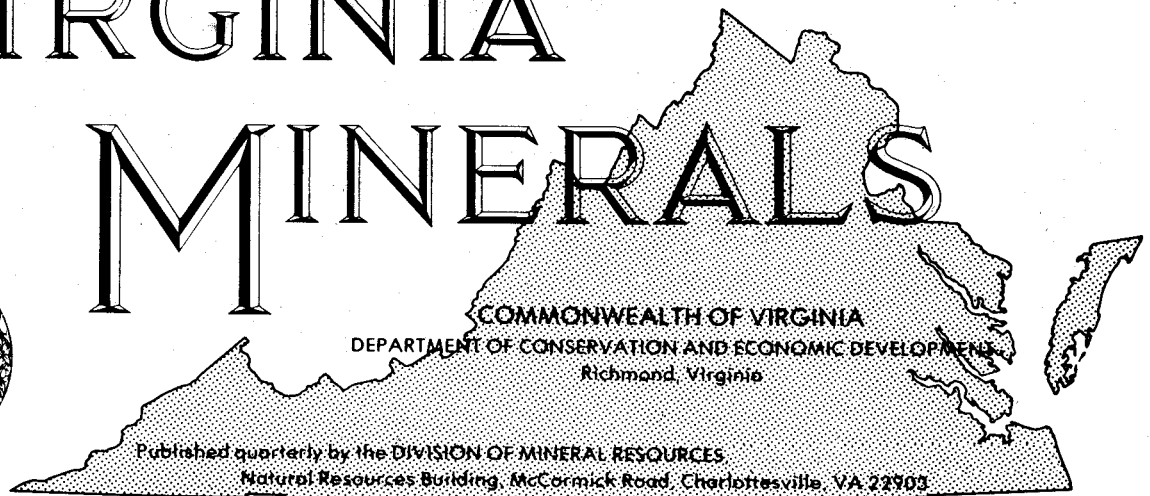 IRGINIA
MINERALS
COMMONWEALTH OF VIRGINIA
DEPARTMENT OF CONSERVATION AND ECONOMIC DEVELOPMENT
Richmond, Virginia
Published quarterly by the DIVISION OF MINERAL RESOURCES
Natural Resources Building, McCormick Road, Charlottesville, VA 22903